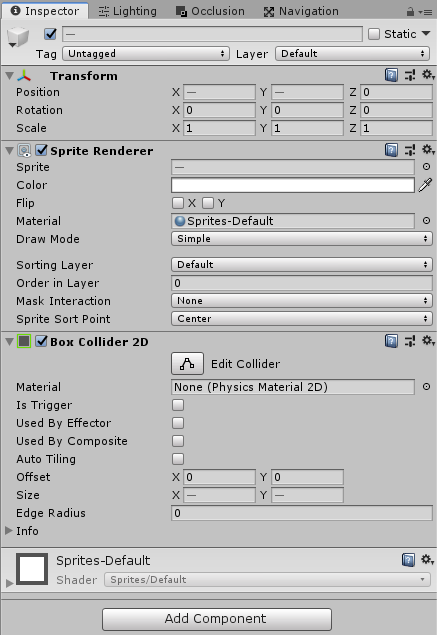 Inspector Lighting Occlusion Navigation
— Static
Tag Untagged Layer Default
Transform
Position X — Y — Z 0
Rotation X 0 Y 0 Z 0
Scale X 1 Y 1 Z 1
Sprite Renderer
Sprite —
Color
Flip X Y
Material Sprites-Default
Draw Mode Simple
Sorting Layer Default
Order in Layer 0
Mask Interaction None
Sprite Sort Point Center
Box Collider 2D
Edit Collider
Material None (Physics Material 2D)
Is Trigger
Used By Effector
Used By Composite
Auto Tiling
Offset X 0 Y 0
Size X — Y —
Edge Radius 0
Info
Sprites-Default
Shader Sprites/Default
Add Component